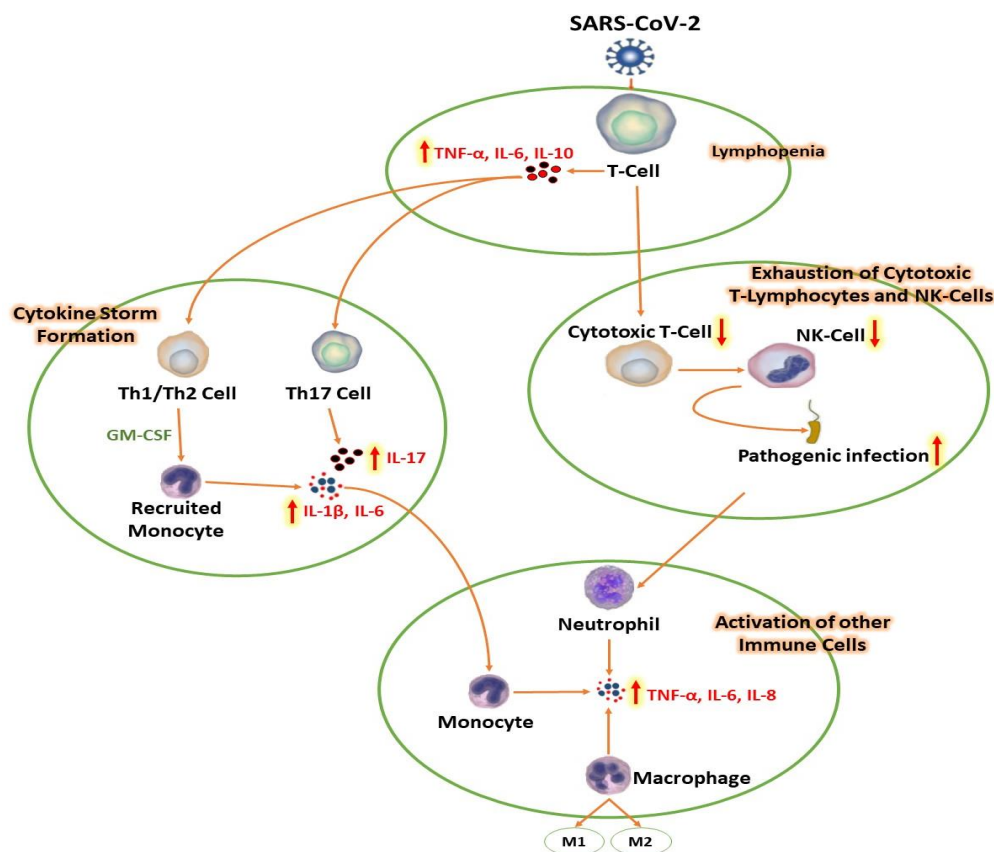 SARS-CoV-2
Lymphopenia
TNF-α, IL-6, IL-10
T-Cell
Exhaustion of Cytotoxic
T-Lymphocytes and NK-Cells
Cytokine Storm
Formation
Cytotoxic T-Cell
NK-Cell
Th1/Th2 Cell
Th17 Cell
GM-CSF
IL-17
Pathogenic infection
Recruited
Monocyte
IL-1β, IL-6
Neutrophil
Activation of other
Immune Cells
TNF-α, IL-6, IL-8
Monocyte
Macrophage
M1
M2